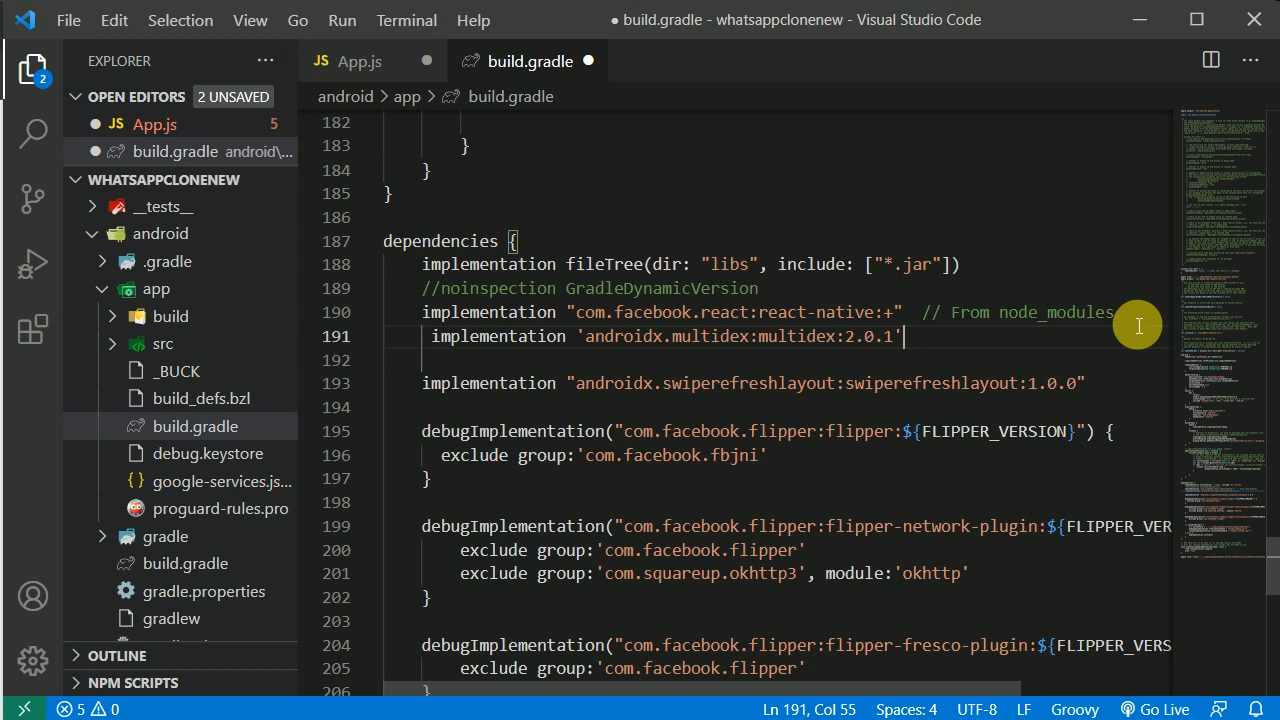 File Edit Selection View Go Run Terminal Help ● build.gradle - whatsappclonenew - Visual Studio Code
EXPLORER ···
JS App.js ●
build.gradle ●
android > app > build.gradle
OPEN EDITORS 2 UNSAVED
● JS App.js 5
● build.gradle android\...
WHATSAPPCLONENEW
__tests__
android
.gradle
app
build
src
_BUCK
build_defs.bzl
build.gradle
debug.keystore
{} google-services.js...
proguard-rules.pro
gradle
build.gradle
gradle.properties
gradlew
OUTLINE
NPM SCRIPTS
2
182
183 }
184 }
185 }
186
187 dependencies {
188 implementation fileTree(dir: "libs", include: ["*.jar"])
189 //noinspection GradleDynamicVersion
190 implementation "com.facebook.react:react-native:+" // From node_modules
191 implementation 'androidx.multidex:multidex:2.0.1'
192
193 implementation "androidx.swiperefreshlayout:swiperefreshlayout:1.0.0"
194
195 debugImplementation("com.facebook.flipper:flipper:${FLIPPER_VERSION}") {
196 exclude group:'com.facebook.fbjni'
197 }
198
199 debugImplementation("com.facebook.flipper:flipper-network-plugin:${FLIPPER_VER
200 exclude group:'com.facebook.flipper'
201 exclude group:'com.squareup.okhttp3', module:'okhttp'
202 }
203
204 debugImplementation("com.facebook.flipper:flipper-fresco-plugin:${FLIPPER_VERS
205 exclude group:'com.facebook.flipper'
206 }
5 0 Ln 191, Col 55 Spaces: 4 UTF-8 LF Groovy Go Live